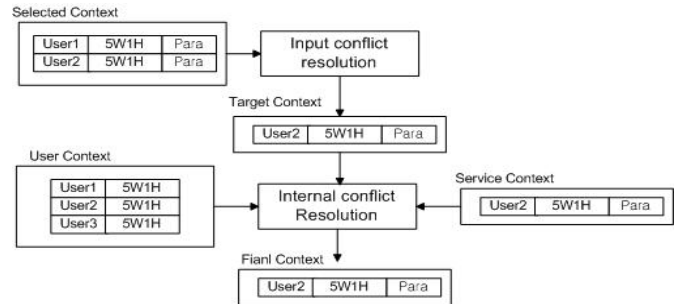 Selected Context
User1 5W1H Para
User2 5W1H Para
Input conflict
resolution
Target Context
User2 5W1H Para
User Context
User1 5W1H
User2 5W1H
User3 5W1H
Internal conflict
Resolution
Service Context
User2 5W1H Para
Fianl Context
User2 5W1H Para